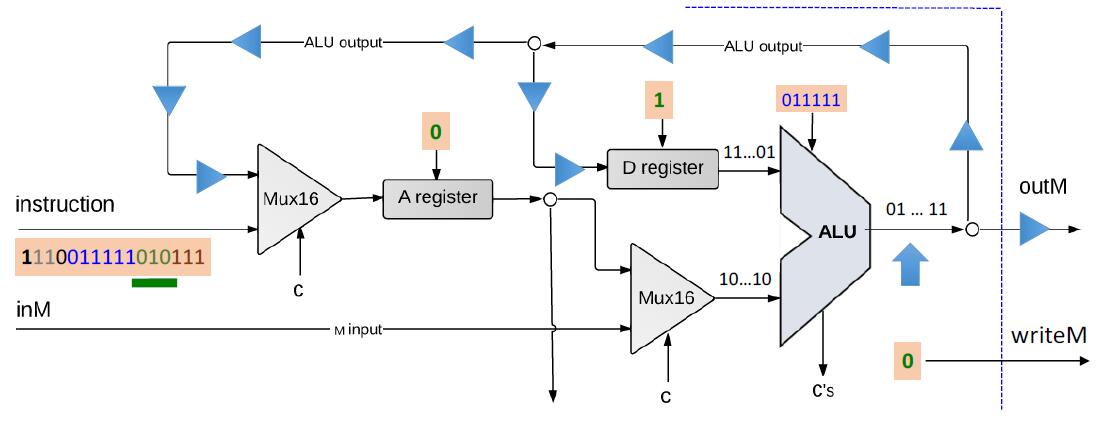 ALU output
ALU output
0
1
011111
11...01
Mux16
A register
D register
instruction
1110011111010111
ALU
01 ... 11
outM
c
Mux16
10...10
inM
M input
writeM
0
c
c's